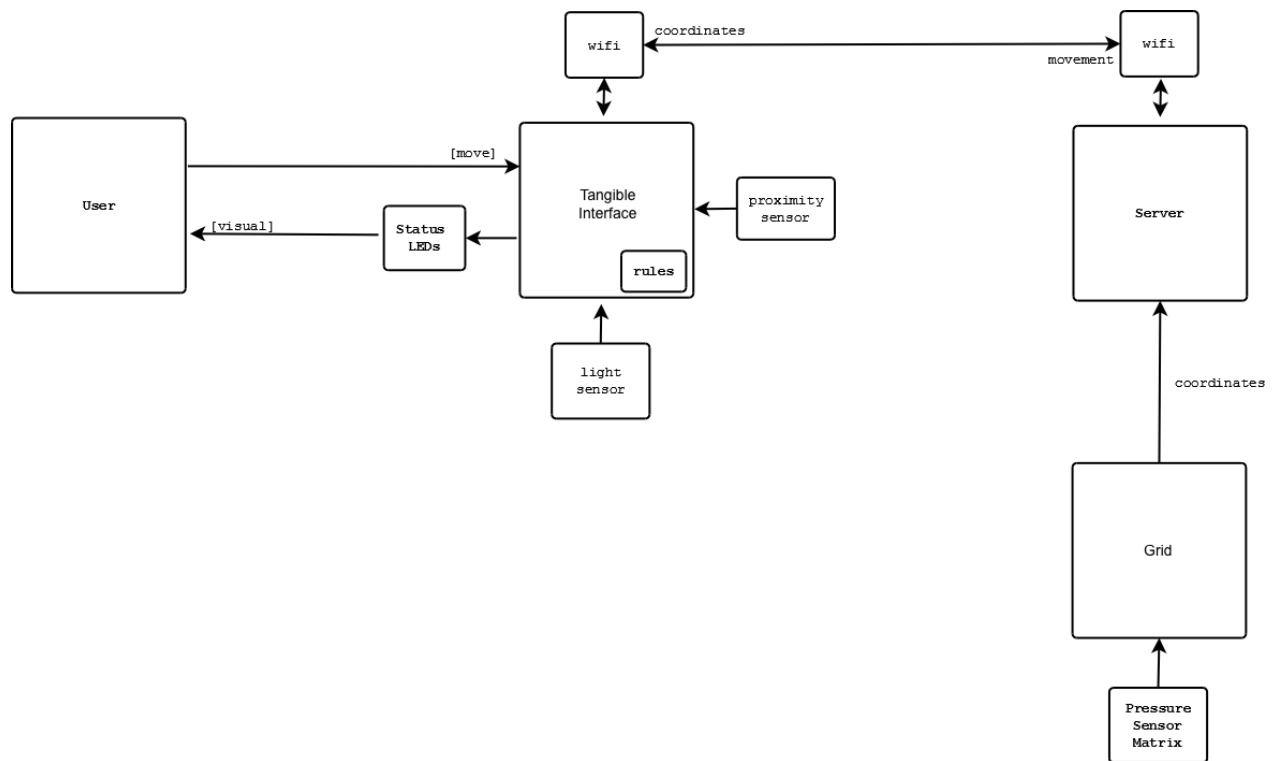 wifi
coordinates
movement
wifi
User
[move]
[visual]
Status
LEDs
Tangible
Interface
rules
proximity
sensor
light
sensor
Server
coordinates
Grid
Pressure
Sensor
Matrix